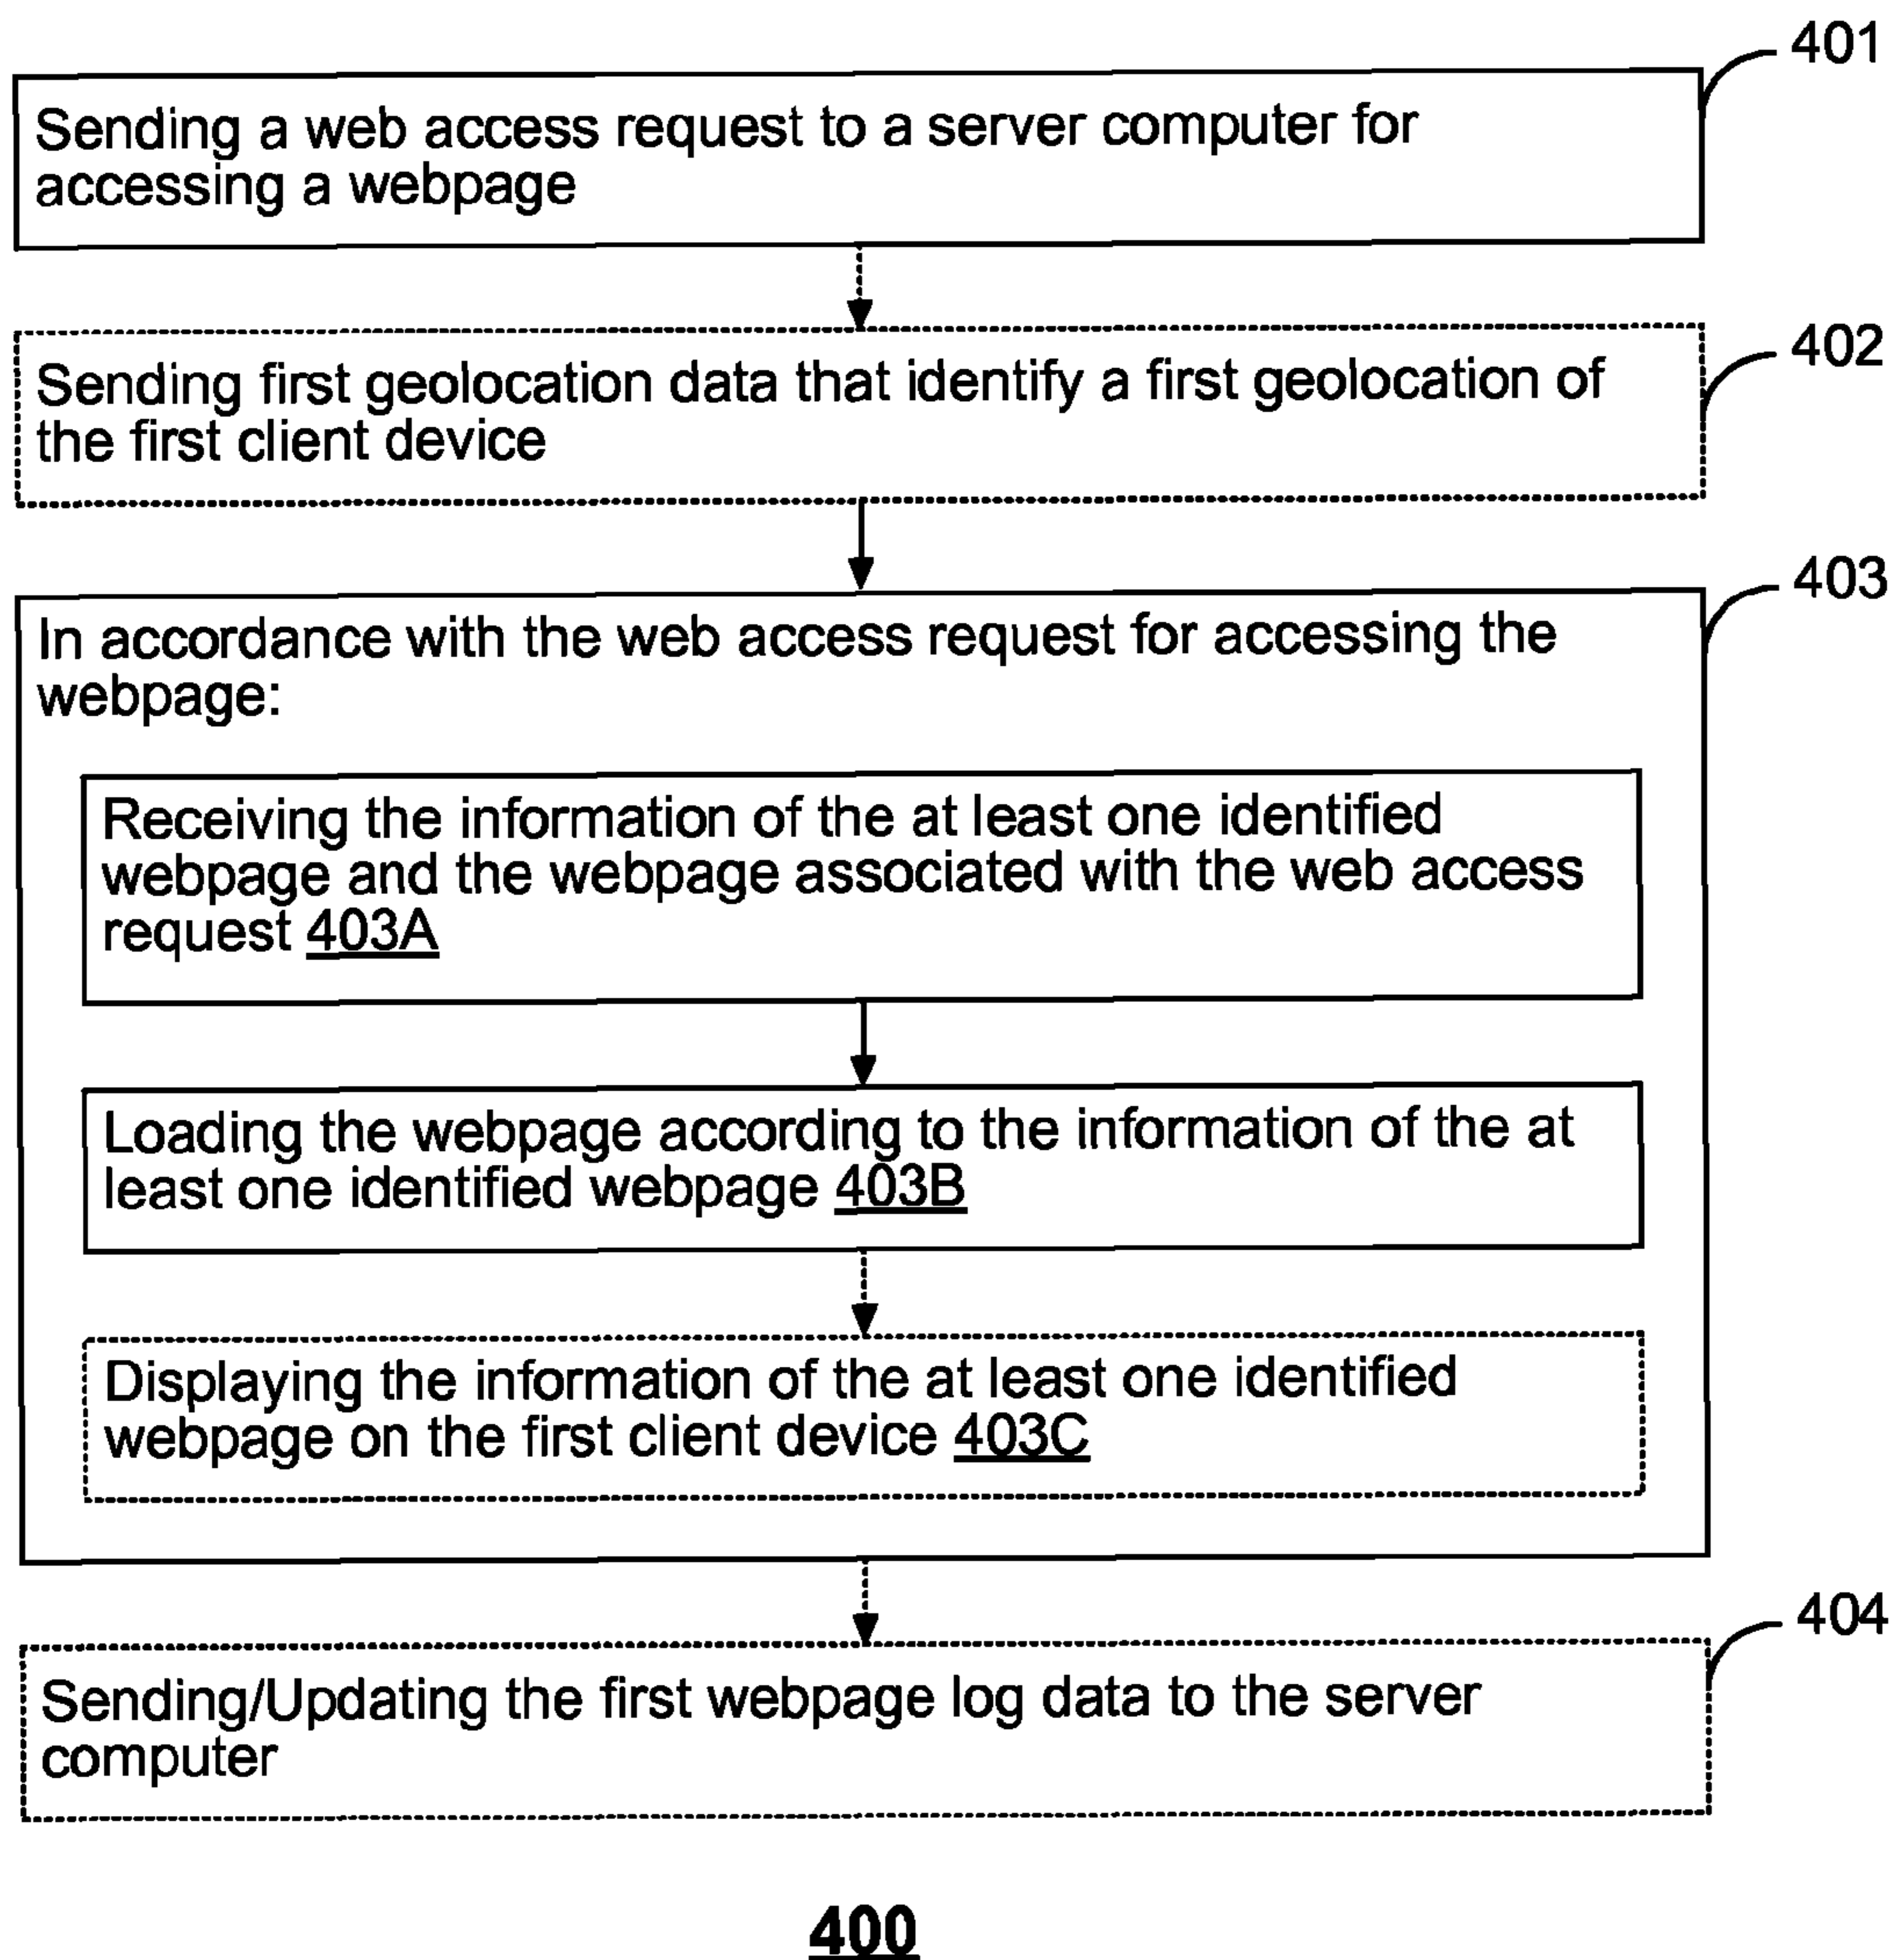 401
Sending a web access request to a server computer for
accessing a webpage
402
Sending first geolocation data that identify a first geolocation of
the first client device
403
In accordance with the web access request for accessing the
webpage:
Receiving the information of the at least one identified
webpage and the webpage associated with the web access
request 403A
Loading the webpage according to the information of the at
least one identified webpage 403B
Displaying the information of the at least one identified
webpage on the first client device 403C
404
Sending/Updating the first webpage log data to the server
computer
400